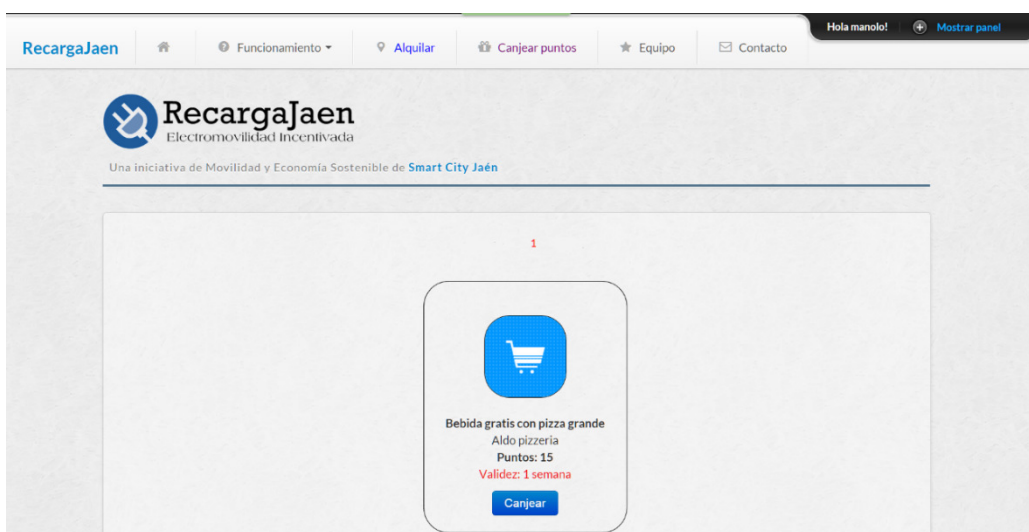 Hola manolo! Mostrar panel
RecargaJaen Funcionamiento Alquilar Canjear puntos Equipo Contacto
RecargaJaen
Electromovilidad Incentivada
Una iniciativa de Movilidad y Economía Sostenible de Smart City Jaén
1
Bebida gratis con pizza grande
Aldo pizzeria
Puntos: 15
Validez: 1 semana
Canjear